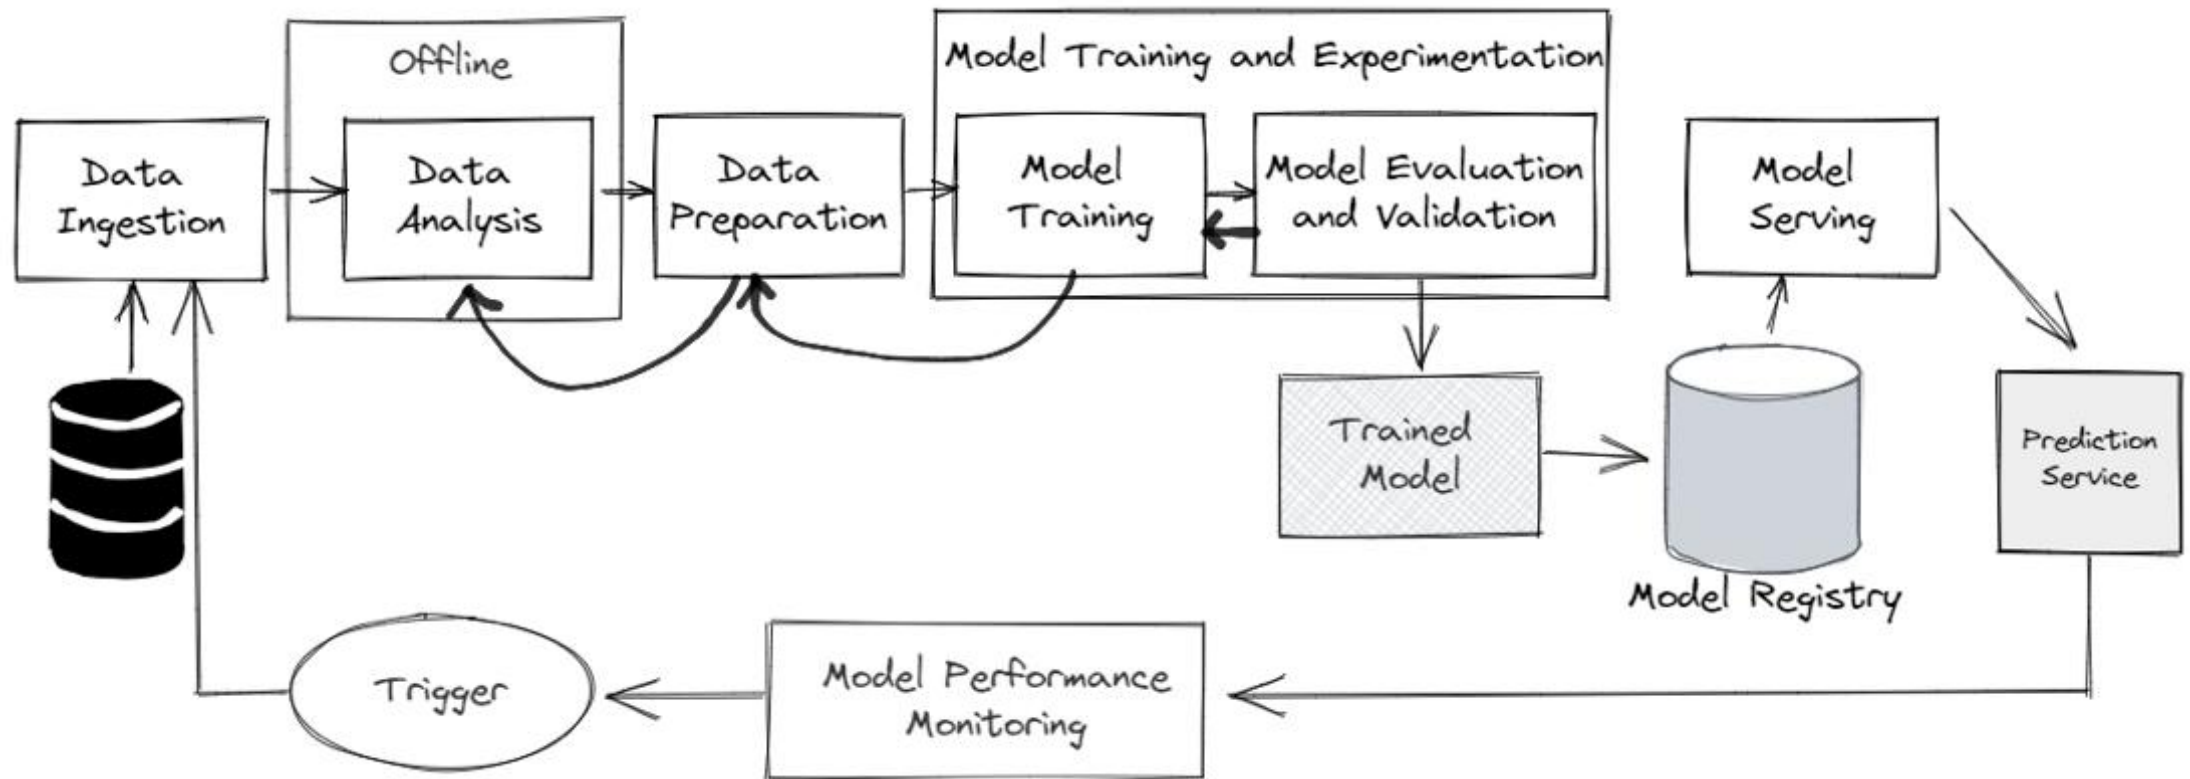 Offline
Model Training and Experimentation
Data
Ingestion
Data
Analysis
Data
Preparation
Model
Training
Model Evaluation
and Validation
Model
Serving
Trained
Model
Prediction
Service
Model Registry
Trigger
Model Performance
Monitoring